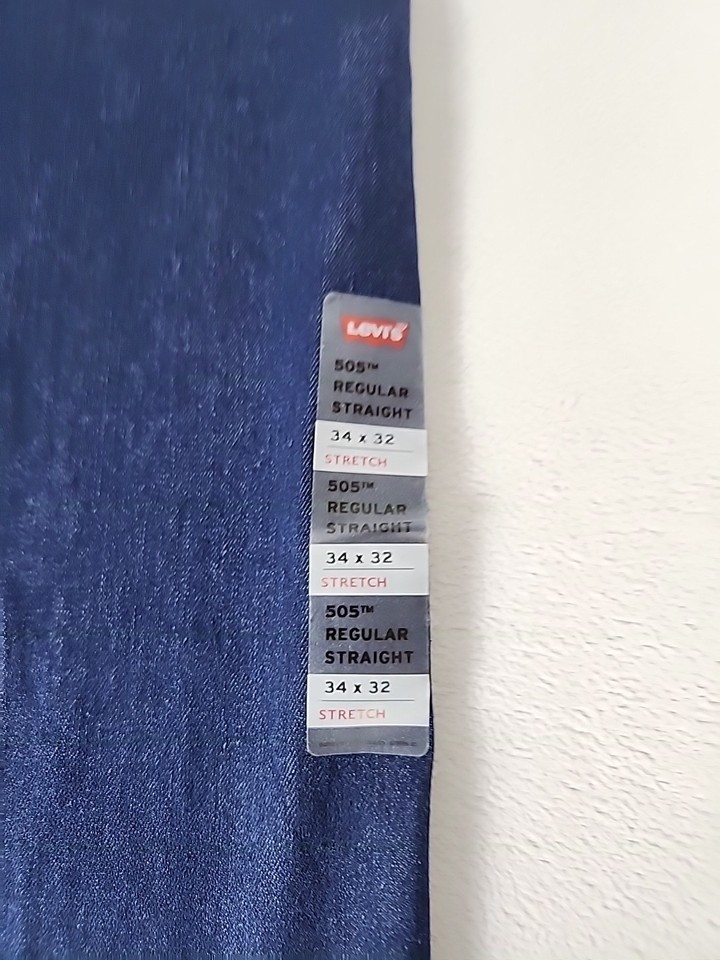 Levi's
505™
REGULAR
STRAIGHT
34 x 32
STRETCH
505™
REGULAR
STRAIGHT
34 x 32
STRETCH
505™
REGULAR
STRAIGHT
34 x 32
STRETCH